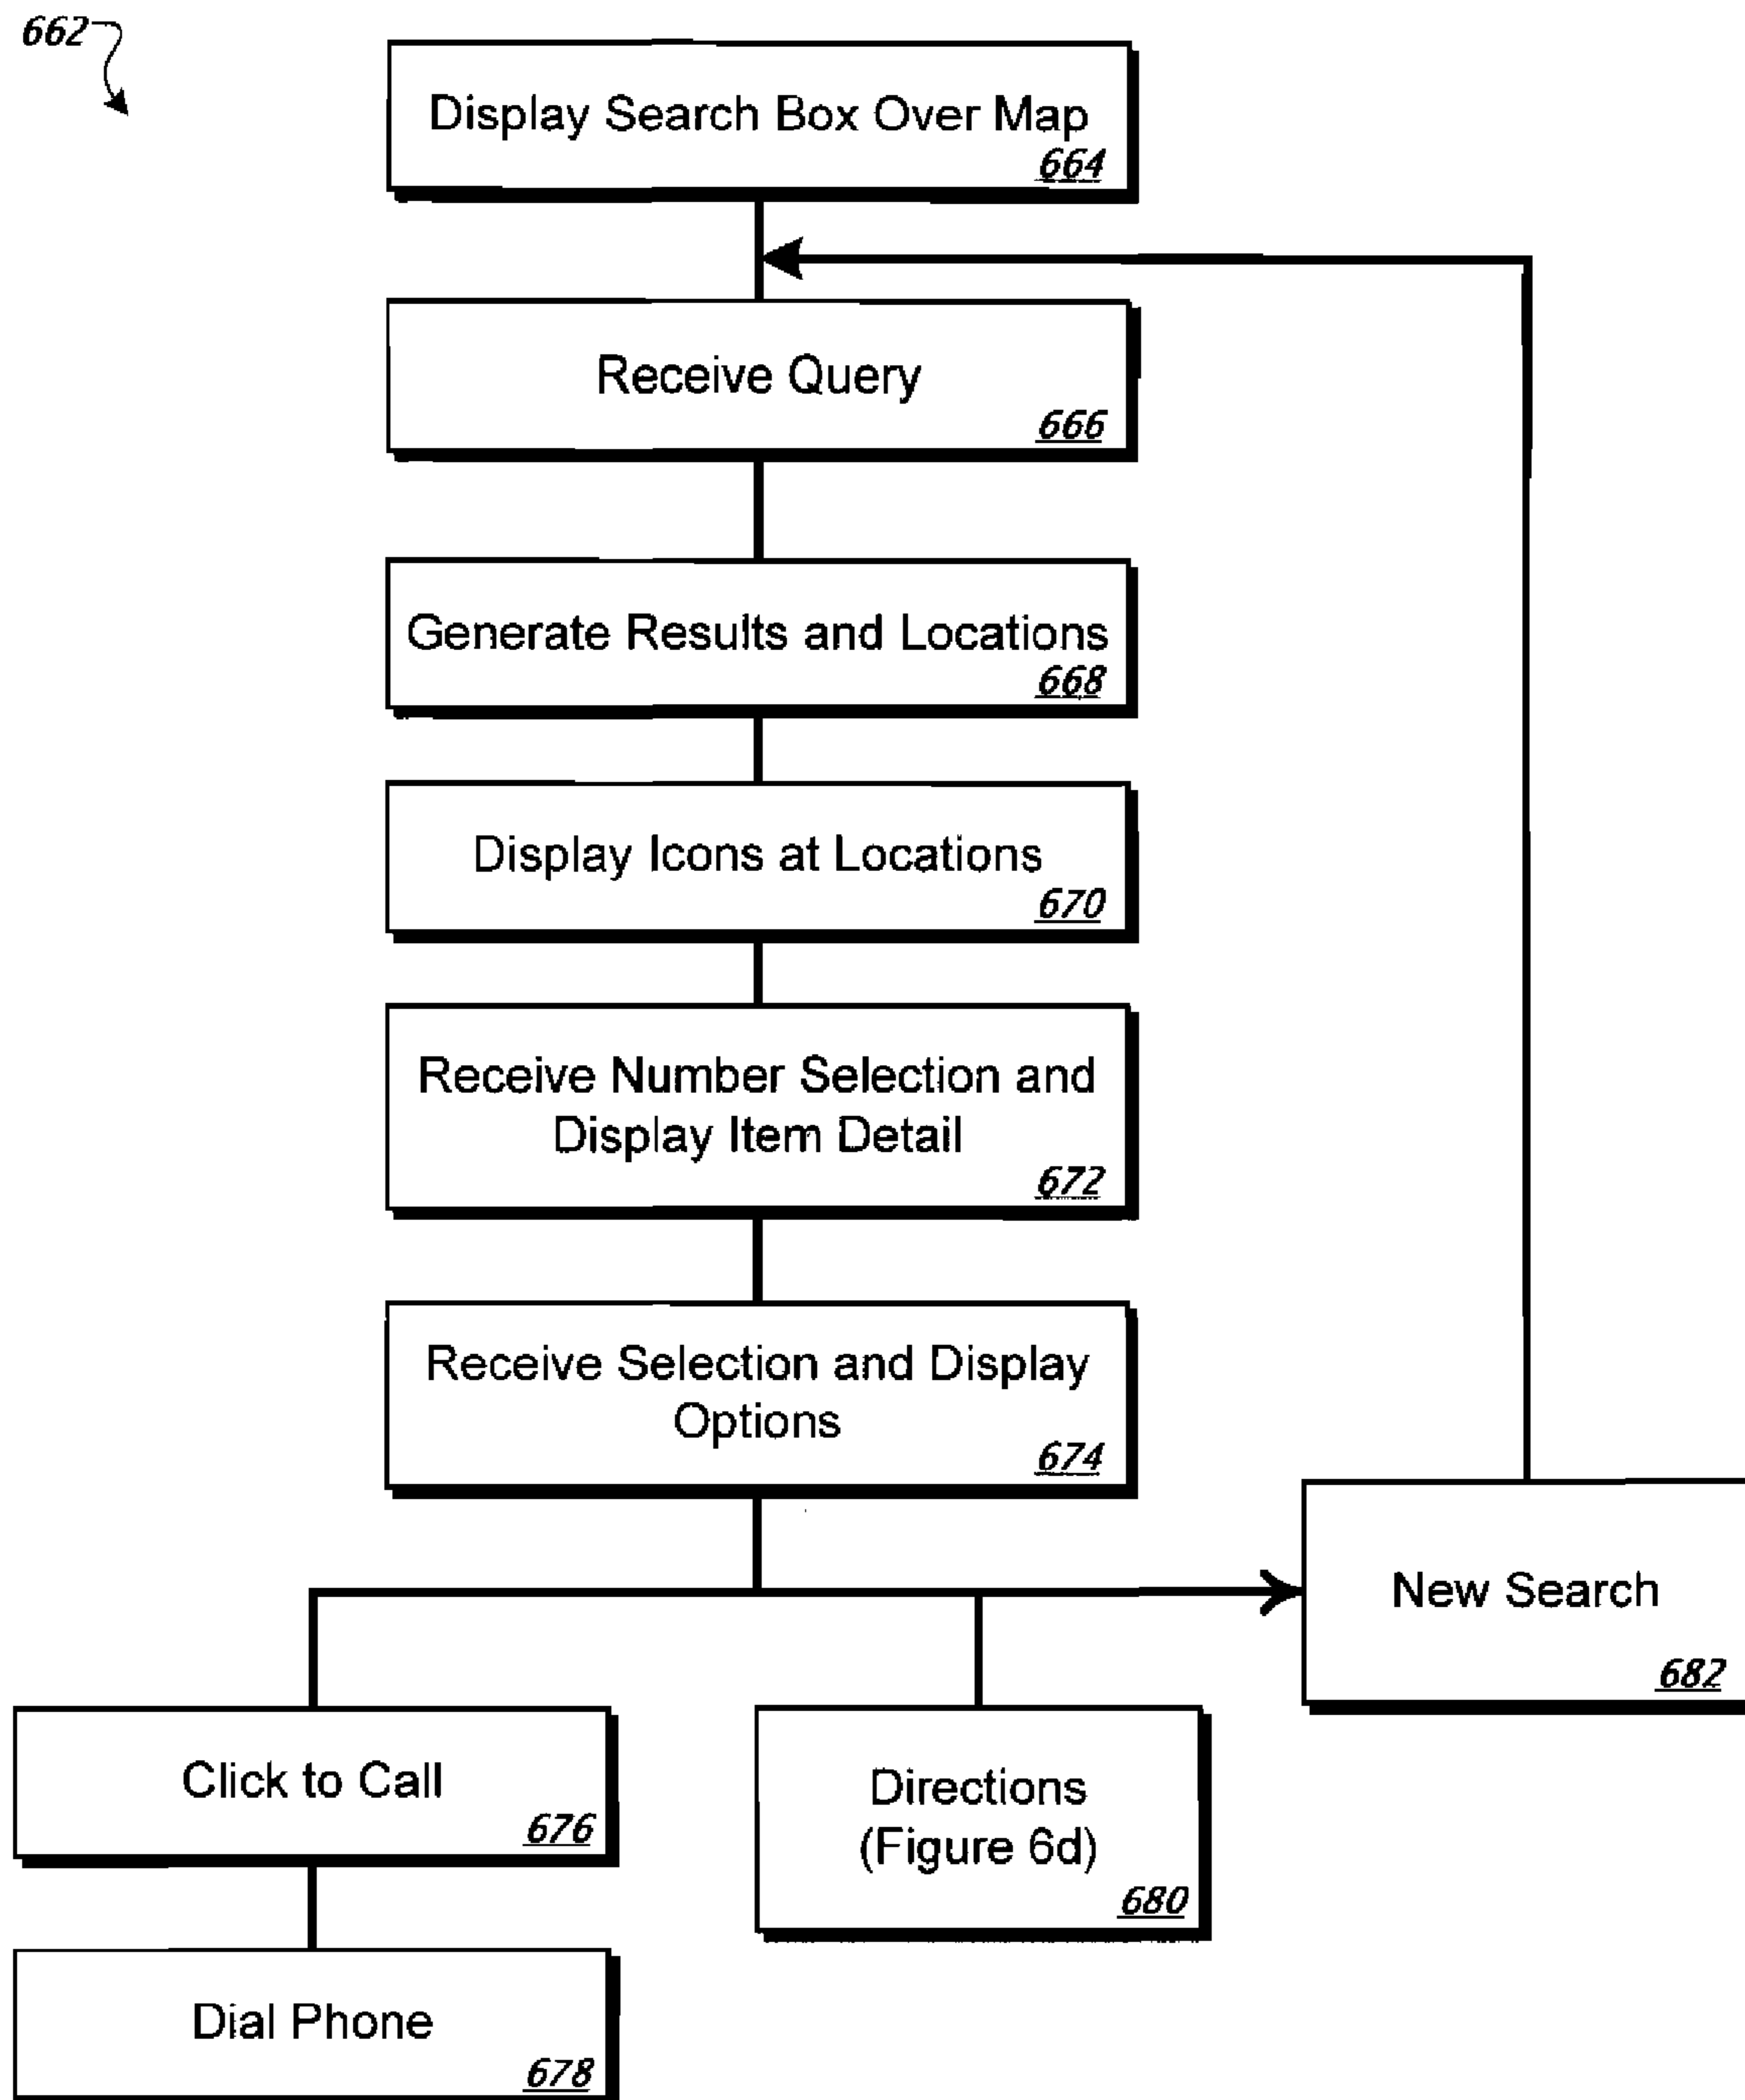 662
Display Search Box Over Map
664
Receive Query
666
Generate Results and Locations
668
Display Icons at Locations
670
Receive Number Selection and
Display Item Detail
672
Receive Selection and Display
Options
674
New Search
682
Click to Call
676
Directions
(Figure 6d)
680
Dial Phone
678